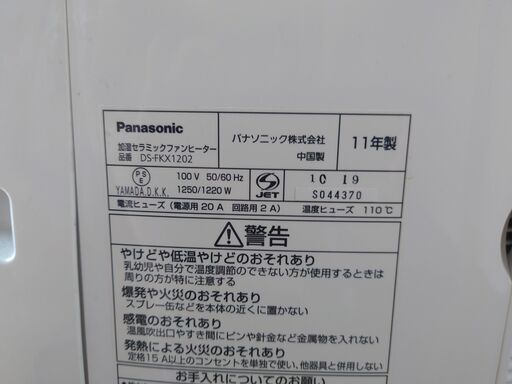 Panasonic パナソニック株式会社 11年製
加湿セラミックファンヒーター
品番 DS-FKX1202 中国製
P S E 100 V 50/60 Hz JET 10 19
YAMADA.D.K.K. 1250/1220 W S044370
電流ヒューズ（電源用 20 A 回路用 2 A） 温度ヒューズ 110℃
警告
やけどや低温やけどのおそれあり
乳幼児や自分で温度調節のできない方が使用するときは
周りの方が特に注意する
爆発や火災のおそれあり
スプレー缶などを本体の近くに置かない
感電のおそれあり
温風吹出口やすき間にピンや針金など金属物を入れない
発熱による火災のおそれあり
定格15 A以上のコンセントを単独で使い、他器具と併用しない
お手入れについてのお願い